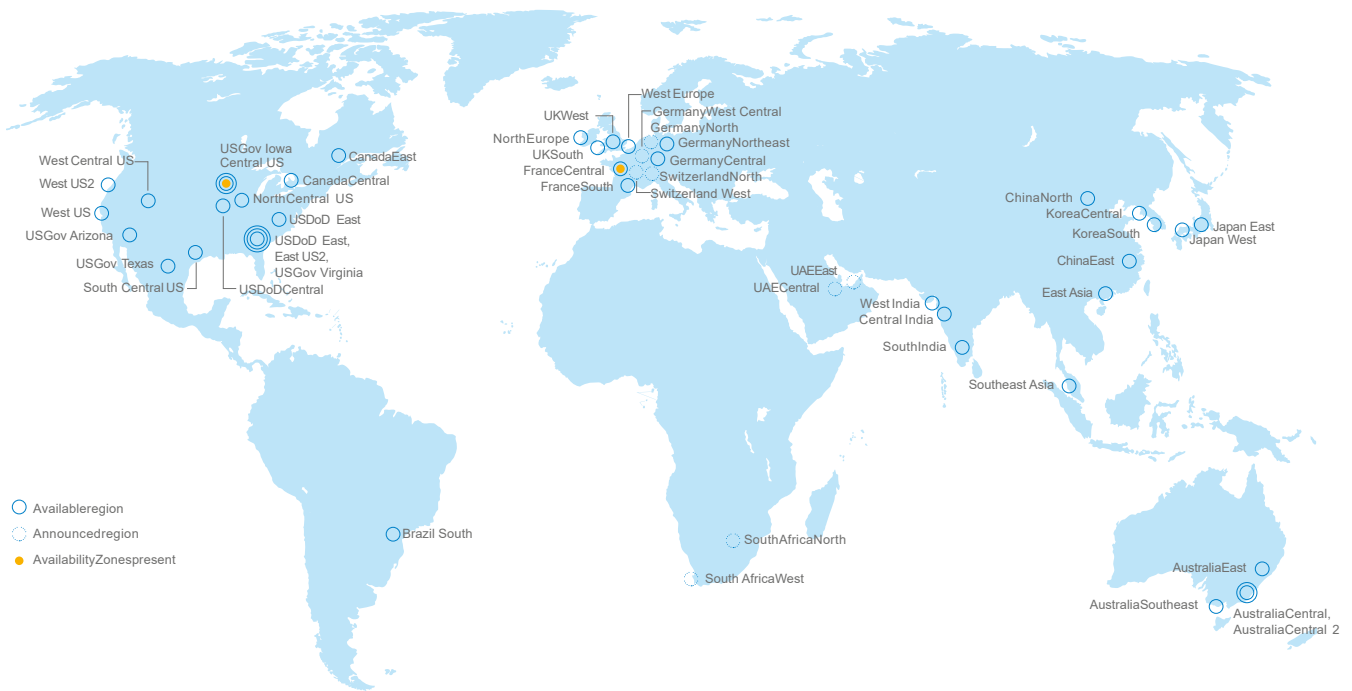 West Europe
GermanyWest Central
UKWest
GermanyNorth
NorthEurope
GermanyNortheast
UKSouth
GermanyCentral
FranceCentral
SwitzerlandNorth
FranceSouth
Switzerland West
USGov Iowa
Central US
West Central US
CanadaEast
West US2
CanadaCentral
NorthCentral US
West US
USDoD East
USGov Arizona
USDoD East,
East US2,
USGov Virginia
USGov Texas
South Central US
USDoDCentral
ChinaNorth
KoreaCentral
KoreaSouth
Japan East
Japan West
ChinaEast
UAEEast
UAECentral
East Asia
West India
Central India
SouthIndia
Southeast Asia
Availableregion
Announcedregion
AvailabilityZonespresent
Brazil South
SouthAfricaNorth
South AfricaWest
AustraliaEast
AustraliaSoutheast
AustraliaCentral,
AustraliaCentral 2